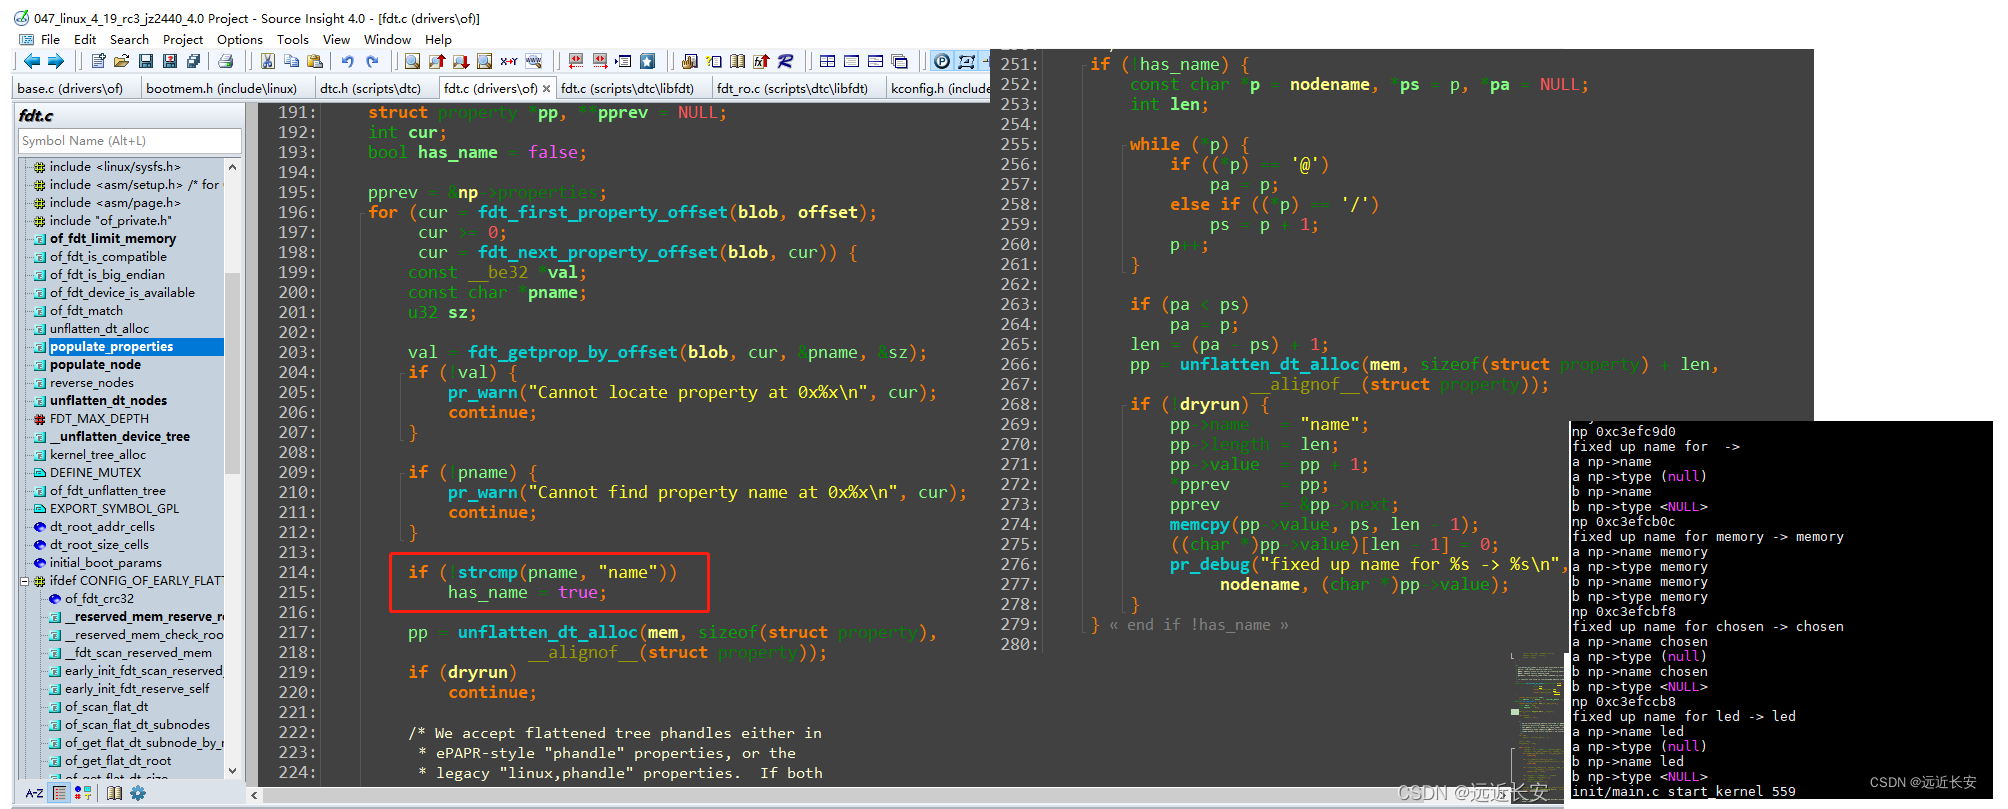 047_linux_4_19_rc3_jz2440_4.0 Project - Source Insight 4.0 - [fdt.c (drivers\of)]
File Edit Search Project Options Tools View Window Help
base.c (drivers\of) bootmem.h (include\linux) dtc.h (scripts\dtc) fdt.c (drivers\of) × fdt.c (scripts\dtc\libfdt) fdt_ro.c (scripts\dtc\libfdt) kconfig.h (include
fdt.c
Symbol Name (Alt+L)
include <linux/sysfs.h>
include <asm/setup.h> /* for
include <asm/page.h>
include "of_private.h"
of_fdt_limit_memory
of_fdt_is_compatible
of_fdt_is_big_endian
of_fdt_device_is_available
of_fdt_match
unflatten_dt_alloc
populate_properties
populate_node
reverse_nodes
unflatten_dt_nodes
FDT_MAX_DEPTH
__unflatten_device_tree
kernel_tree_alloc
DEFINE_MUTEX
of_fdt_unflatten_tree
EXPORT_SYMBOL_GPL
dt_root_addr_cells
dt_root_size_cells
initial_boot_params
ifdef CONFIG_OF_EARLY_FLAT
of_fdt_crc32
__reserved_mem_reserve_r
__reserved_mem_check_roo
__fdt_scan_reserved_mem
early_init_fdt_scan_reserved_
early_init_fdt_reserve_self
of_scan_flat_dt
of_scan_flat_dt_subnodes
of_get_flat_dt_subnode_by_r
of_get_flat_dt_root
of_get_flat_dt_size
A-Z
191: struct property *pp, **pprev = NULL;
192: int cur;
193: bool has_name = false;
194:
195: pprev = &np->properties;
196: for (cur = fdt_first_property_offset(blob, offset);
197: cur >= 0;
198: cur = fdt_next_property_offset(blob, cur)) {
199: const __be32 *val;
200: const char *pname;
201: u32 sz;
202:
203: val = fdt_getprop_by_offset(blob, cur, &pname, &sz);
204: if (!val) {
205: pr_warn("Cannot locate property at 0x%x\n", cur);
206: continue;
207: }
208:
209: if (!pname) {
210: pr_warn("Cannot find property name at 0x%x\n", cur);
211: continue;
212: }
213:
214: if (!strcmp(pname, "name"))
215: has_name = true;
216:
217: pp = unflatten_dt_alloc(mem, sizeof(struct property),
218: __alignof__(struct property));
219: if (dryrun)
220: continue;
221:
222: /* We accept flattened tree phandles either in
223: * ePAPR-style "phandle" properties, or the
224: * legacy "linux,phandle" properties. If both
251: if (!has_name) {
252: const char *p = nodename, *ps = p, *pa = NULL;
253: int len;
254:
255: while (*p) {
256: if ((*p) == '@')
257: pa = p;
258: else if ((*p) == '/')
259: ps = p + 1;
260: p++;
261: }
262:
263: if (pa < ps)
264: pa = p;
265: len = (pa - ps) + 1;
266: pp = unflatten_dt_alloc(mem, sizeof(struct property) + len,
267: __alignof__(struct property));
268: if (!dryrun) {
269: pp->name = "name";
270: pp->length = len;
271: pp->value = pp + 1;
272: *pprev = pp;
273: pprev = &pp->next;
274: memcpy(pp->value, ps, len - 1);
275: ((char *)pp->value)[len - 1] = 0;
276: pr_debug("fixed up name for %s -> %s\n",
277: nodename, (char *)pp->value);
278: }
279: } « end if !has_name »
280:
np 0xc3efc9d0
fixed up name for  ->
a np->name
a np->type (null)
b np->name
b np->type <NULL>
np 0xc3efcb0c
fixed up name for memory -> memory
a np->name memory
a np->type memory
b np->name memory
b np->type memory
np 0xc3efcbf8
fixed up name for chosen -> chosen
a np->name chosen
a np->type (null)
b np->name chosen
b np->type <NULL>
np 0xc3efccb8
fixed up name for led -> led
a np->name led
a np->type (null)
b np->name led
b np->type <NULL>
init/main.c start_kernel 559
CSDN @远近长安
CSDN @远近长安